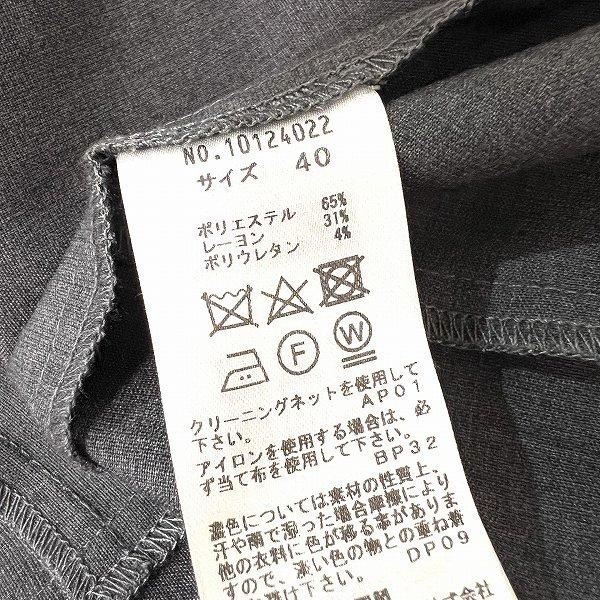 NO.10124022
サイズ 40
ポリエステル 65%
レーヨン 31%
ポリウレタン 4%
F W
クリーニングネットを使用して
下さい。 AP01
アイロンを使用する場合は、必
ず当て布を使用して下さい。
BP32
濃色については素材の性質上、
汗や雨で湿った場合摩擦により
他の衣料に色が移る事がありま
すので、淡い色の物との重ね着
は DP09
株式会社